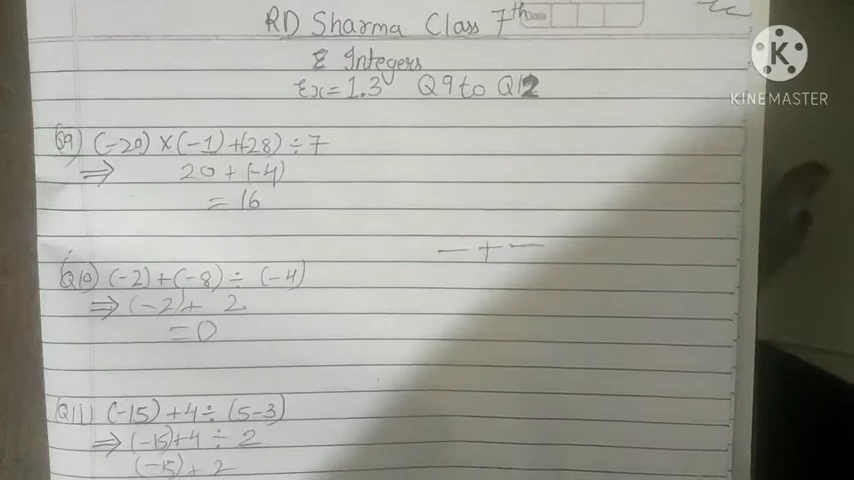 RD Sharma Class 7th
Integers
Ex = 1.3 Q9 to Q12
K
KINEMASTER
Q9) (-20) × (-1) + (-28) ÷ 7
⇒ 20 + (-4)
= 16
— + —
Q10) (-2) + (-8) ÷ (-4)
⇒ (-2) + 2
= 0
Q11) (-15) + 4 ÷ (5-3)
⇒ (-15) + 4 ÷ 2
(-15) + 2